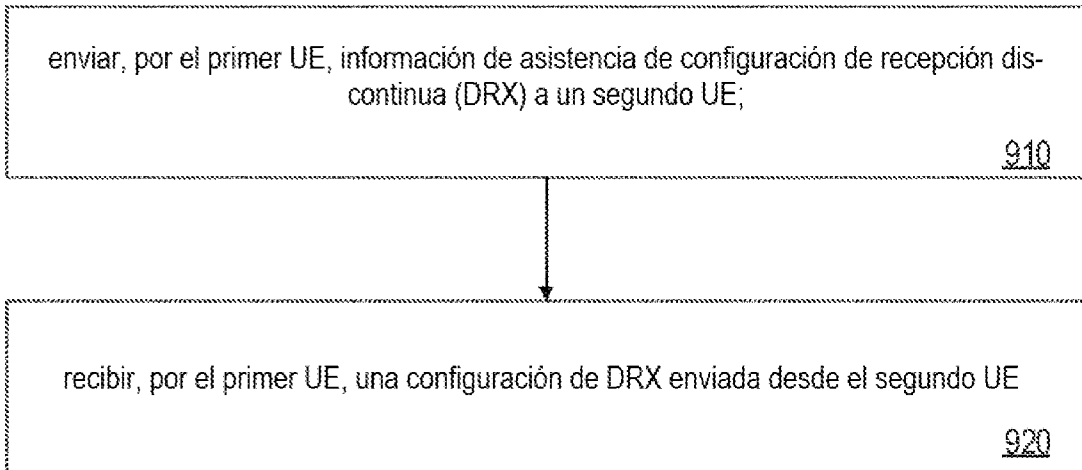 enviar, por el primer UE, información de asistencia de configuración de recepción dis-
continua (DRX) a un segundo UE;
910
recibir, por el primer UE, una configuración de DRX enviada desde el segundo UE
920